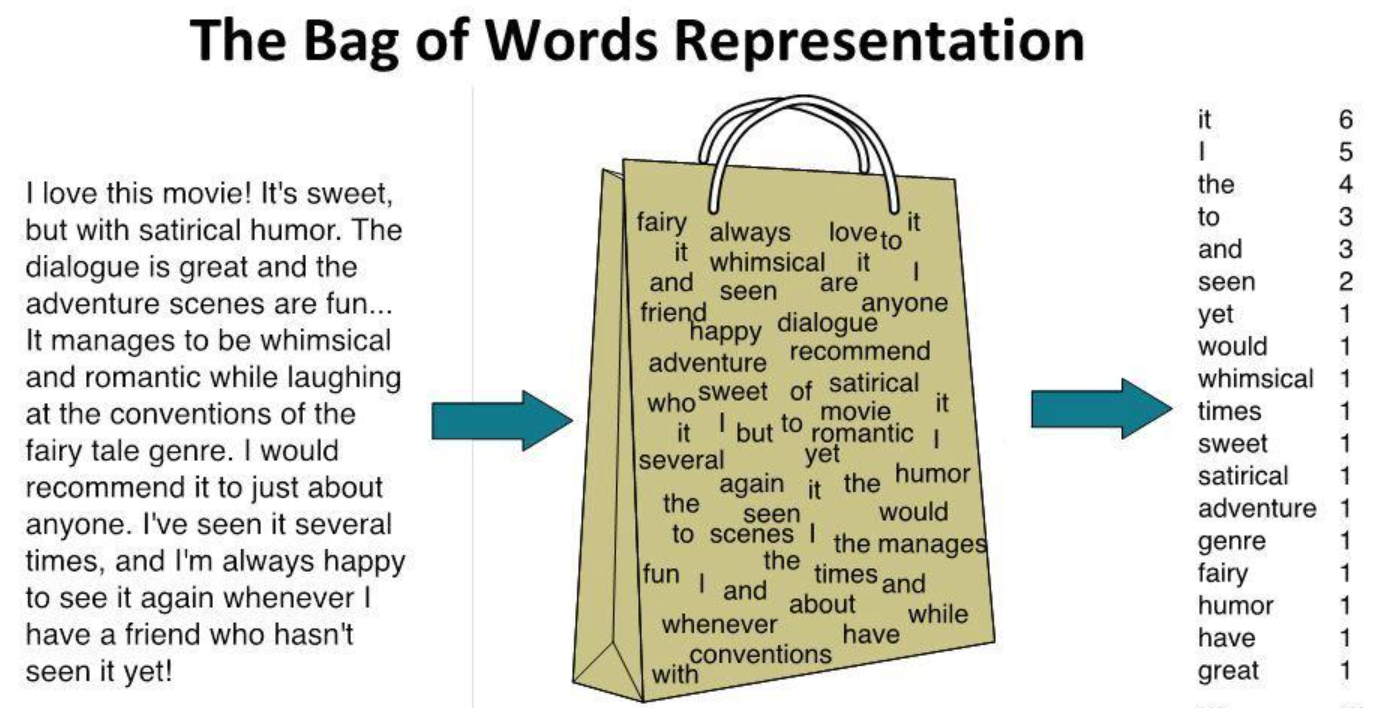 The Bag of Words Representation
I love this movie! It's sweet,
but with satirical humor. The
dialogue is great and the
adventure scenes are fun...
It manages to be whimsical
and romantic while laughing
at the conventions of the
fairy tale genre. I would
recommend it to just about
anyone. I've seen it several
times, and I'm always happy
to see it again whenever I
have a friend who hasn't
seen it yet!
fairy always love to it
it whimsical it I
and seen are anyone
friend happy dialogue
adventure recommend
who sweet of satirical
it I but to movie it
romantic I
several yet
again it the humor
the seen would
to scenes I the manages
fun I and the times and
about while
whenever have
conventions
with
it 6
I 5
the 4
to 3
and 3
seen 2
yet 1
would 1
whimsical 1
times 1
sweet 1
satirical 1
adventure 1
genre 1
fairy 1
humor 1
have 1
great 1